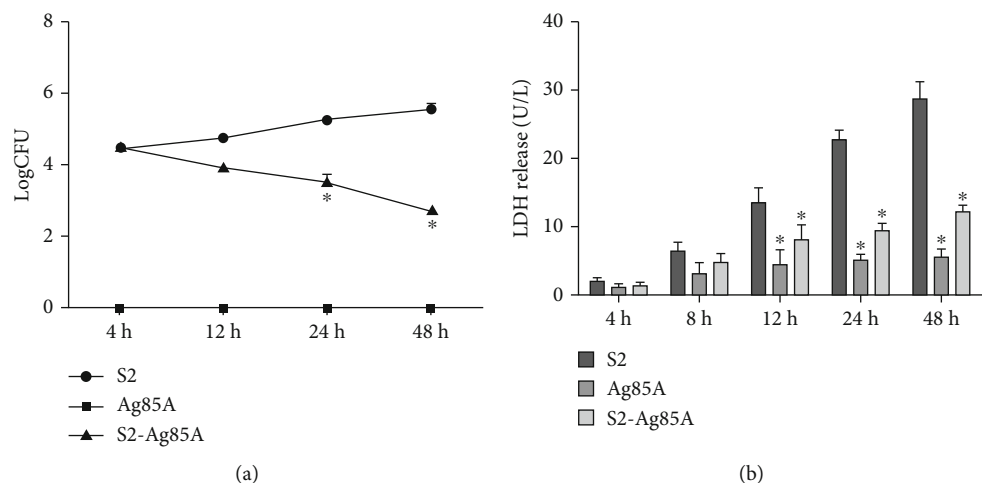 8
6
4
2
0
LogCFU
*
*
4 h
12 h
24 h
48 h
S2
Ag85A
S2-Ag85A
(a)
40
30
20
10
0
LDH release (U/L)
*
*
*
*
*
*
4 h
8 h
12 h
24 h
48 h
S2
Ag85A
S2-Ag85A
(b)